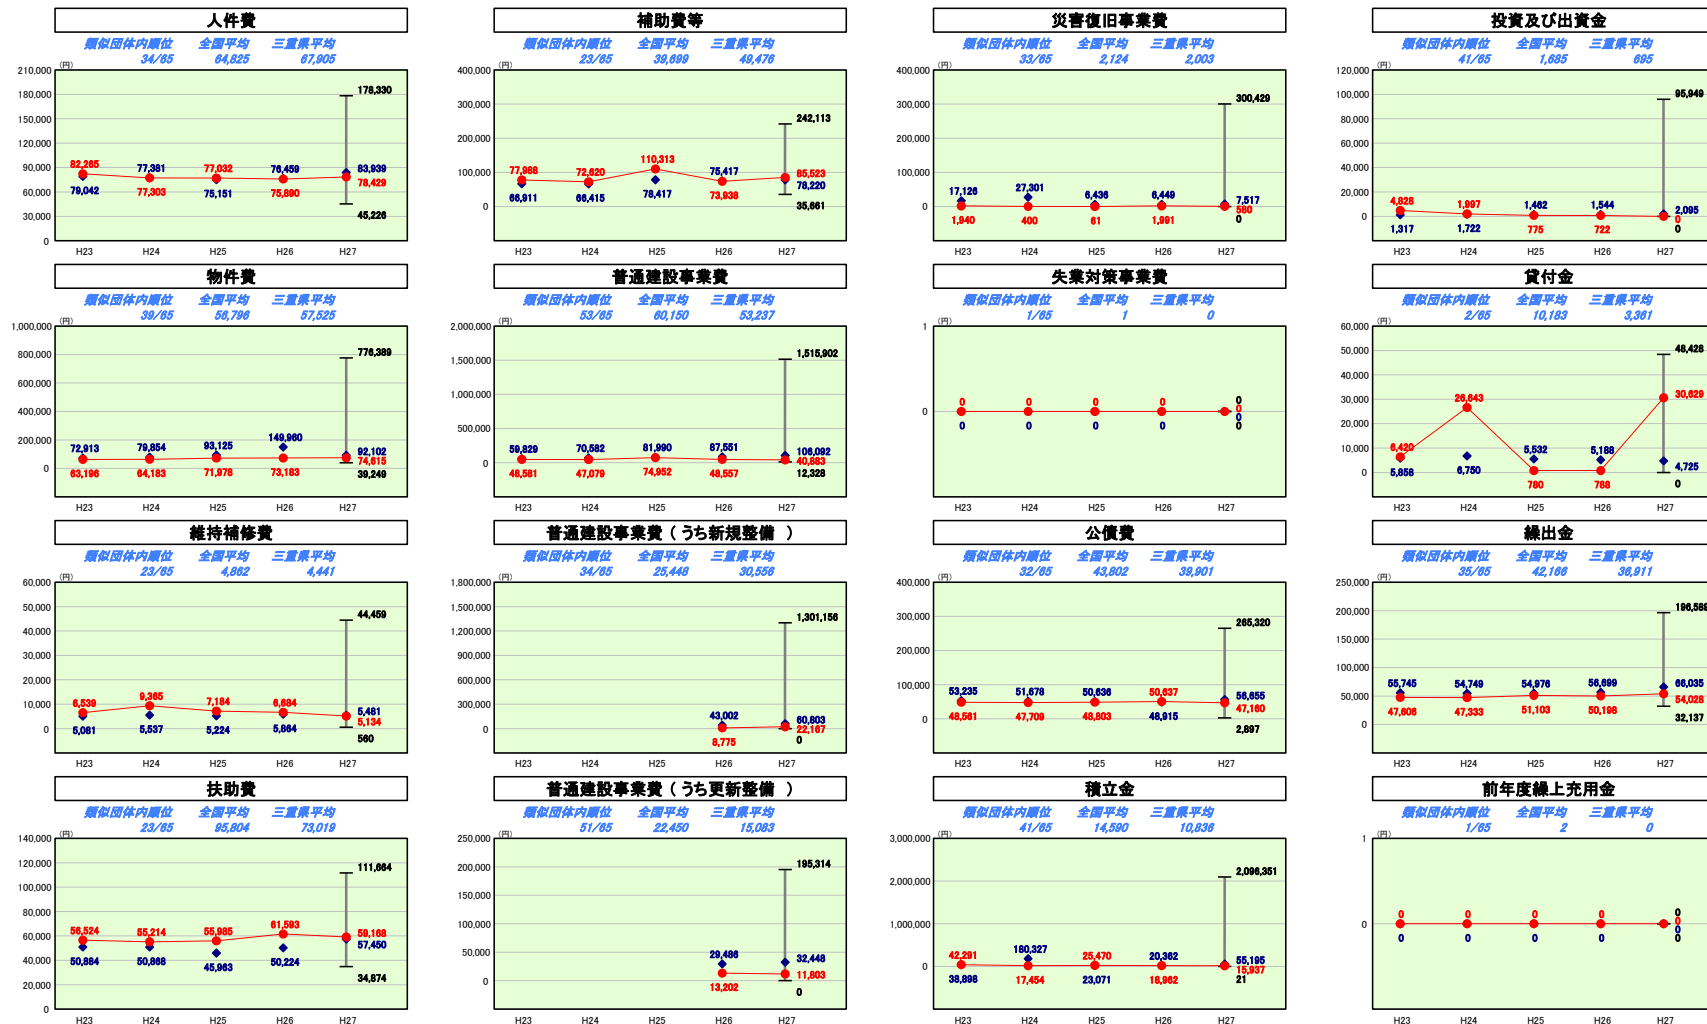 人件費
類似団体内順位 全国平均 三重県平均
34/65 64,825 67,905
(円)
210,000
180,000
150,000
120,000
90,000
60,000
30,000
0
178,330
82,265 77,381 77,032 76,459 83,939
79,042 77,303 75,151 75,890 78,429
45,226
H23 H24 H25 H26 H27
補助費等
類似団体内順位 全国平均 三重県平均
23/65 39,699 49,476
(円)
400,000
300,000
200,000
100,000
0
242,113
77,988 72,620 110,313 75,417 85,523
66,911 66,415 78,417 73,938 78,220
35,661
H23 H24 H25 H26 H27
災害復旧事業費
類似団体内順位 全国平均 三重県平均
33/65 2,124 2,003
(円)
400,000
300,000
200,000
100,000
0
300,429
17,126 27,301 6,436 6,449 7,517
1,940 400 61 1,991 580
0
H23 H24 H25 H26 H27
投資及び出資金
類似団体内順位 全国平均 三重県平均
41/65 1,685 695
(円)
120,000
100,000
80,000
60,000
40,000
20,000
0
95,949
4,828 1,997 1,462 1,544 2,095
1,317 1,722 775 722 0
0
H23 H24 H25 H26 H27
物件費
類似団体内順位 全国平均 三重県平均
39/65 56,796 57,525
(円)
1,000,000
800,000
600,000
400,000
200,000
0
776,389
72,913 79,854 93,125 149,960 92,102
63,196 64,183 71,978 73,183 74,615
39,249
H23 H24 H25 H26 H27
普通建設事業費
類似団体内順位 全国平均 三重県平均
53/65 60,150 53,237
(円)
2,000,000
1,500,000
1,000,000
500,000
0
1,515,902
59,829 70,582 81,990 87,551 106,092
48,581 47,079 74,952 48,557 40,883
12,328
H23 H24 H25 H26 H27
失業対策事業費
類似団体内順位 全国平均 三重県平均
1/65 1 0
(円)
1
0
0
0 0 0 0 0
0 0 0 0 0
0
H23 H24 H25 H26 H27
貸付金
類似団体内順位 全国平均 三重県平均
2/65 10,183 3,361
(円)
60,000
50,000
40,000
30,000
20,000
10,000
0
48,428
6,420 26,643 5,532 5,188 30,629
5,858 6,750 780 788 4,725
0
H23 H24 H25 H26 H27
維持補修費
類似団体内順位 全国平均 三重県平均
23/65 4,862 4,441
(円)
60,000
50,000
40,000
30,000
20,000
10,000
0
44,459
6,539 9,365 7,184 6,684 5,481
5,081 5,537 5,224 5,864 5,134
560
H23 H24 H25 H26 H27
普通建設事業費（うち新規整備 ）
類似団体内順位 全国平均 三重県平均
34/65 25,448 30,556
(円)
1,800,000
1,500,000
1,200,000
900,000
600,000
300,000
0
1,301,156
43,002 60,803
8,775 22,167
0
H23 H24 H25 H26 H27
公債費
類似団体内順位 全国平均 三重県平均
32/65 43,802 39,901
(円)
400,000
300,000
200,000
100,000
0
265,320
53,235 51,678 50,636 50,637 56,655
48,561 47,709 48,803 48,915 47,160
2,897
H23 H24 H25 H26 H27
繰出金
類似団体内順位 全国平均 三重県平均
35/65 42,166 36,911
(円)
250,000
200,000
150,000
100,000
50,000
0
196,589
55,745 54,749 54,976 56,699 66,035
47,606 47,333 51,103 50,198 54,028
32,137
H23 H24 H25 H26 H27
扶助費
類似団体内順位 全国平均 三重県平均
23/65 95,804 73,019
(円)
140,000
120,000
100,000
80,000
60,000
40,000
20,000
0
111,664
56,524 55,214 55,985 61,593 59,168
50,884 50,868 45,963 50,224 57,450
34,874
H23 H24 H25 H26 H27
普通建設事業費（うち更新整備 ）
類似団体内順位 全国平均 三重県平均
51/65 22,450 15,083
(円)
250,000
200,000
150,000
100,000
50,000
0
195,314
29,486 32,448
13,202 11,803
0
H23 H24 H25 H26 H27
積立金
類似団体内順位 全国平均 三重県平均
41/65 14,590 10,836
(円)
3,000,000
2,000,000
1,000,000
0
2,096,351
42,291 180,327 25,470 20,362 55,195
38,898 17,454 23,071 18,962 15,937
21
H23 H24 H25 H26 H27
前年度繰上充用金
類似団体内順位 全国平均 三重県平均
1/65 2 0
(円)
1
0
0
0 0 0 0 0
0 0 0 0 0
0
H23 H24 H25 H26 H27